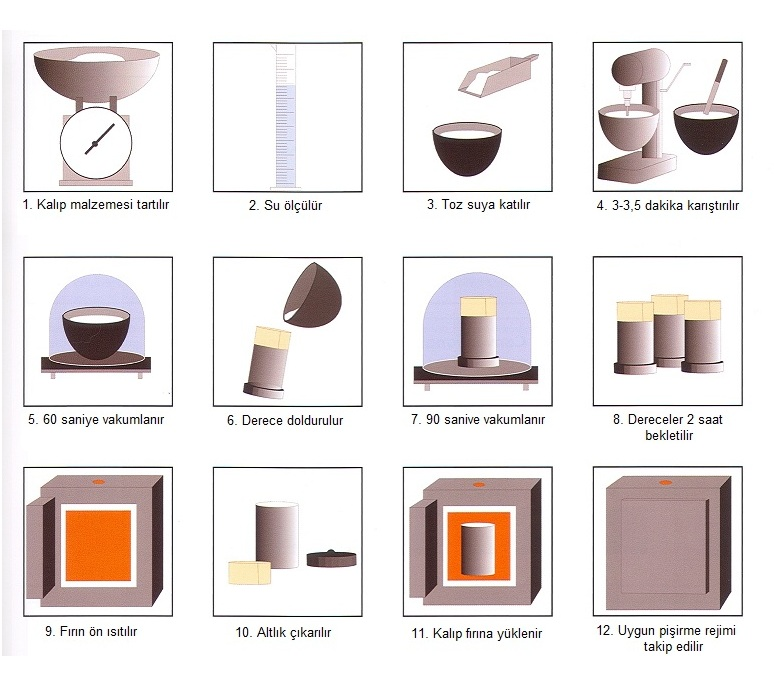 1. Kalıp malzemesi tartılır
2. Su ölçülür
3. Toz suya katılır
4. 3-3,5 dakika karıştırılır
5. 60 saniye vakumlanır
6. Derece doldurulur
7. 90 sanive vakumlanır
8. Dereceler 2 saat
bekletilir
9. Fırın ön ısıtılır
10. Altlık çıkarılır
11. Kalıp fırına yüklenir
12. Uygun pişirme rejimi
takip edilir